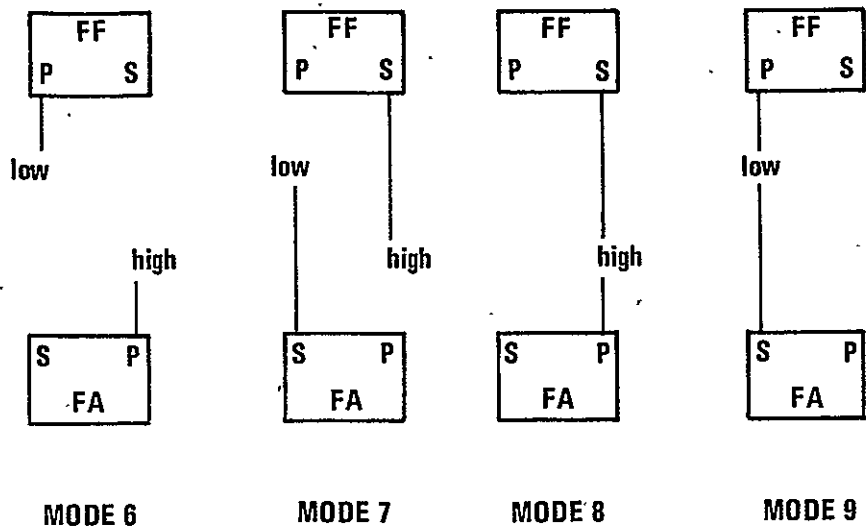 FF FF FF FF
P S P S P S P S
low low low
high high high
S P S P S P S P
FA FA FA FA
MODE 6 MODE 7 MODE 8 MODE 9